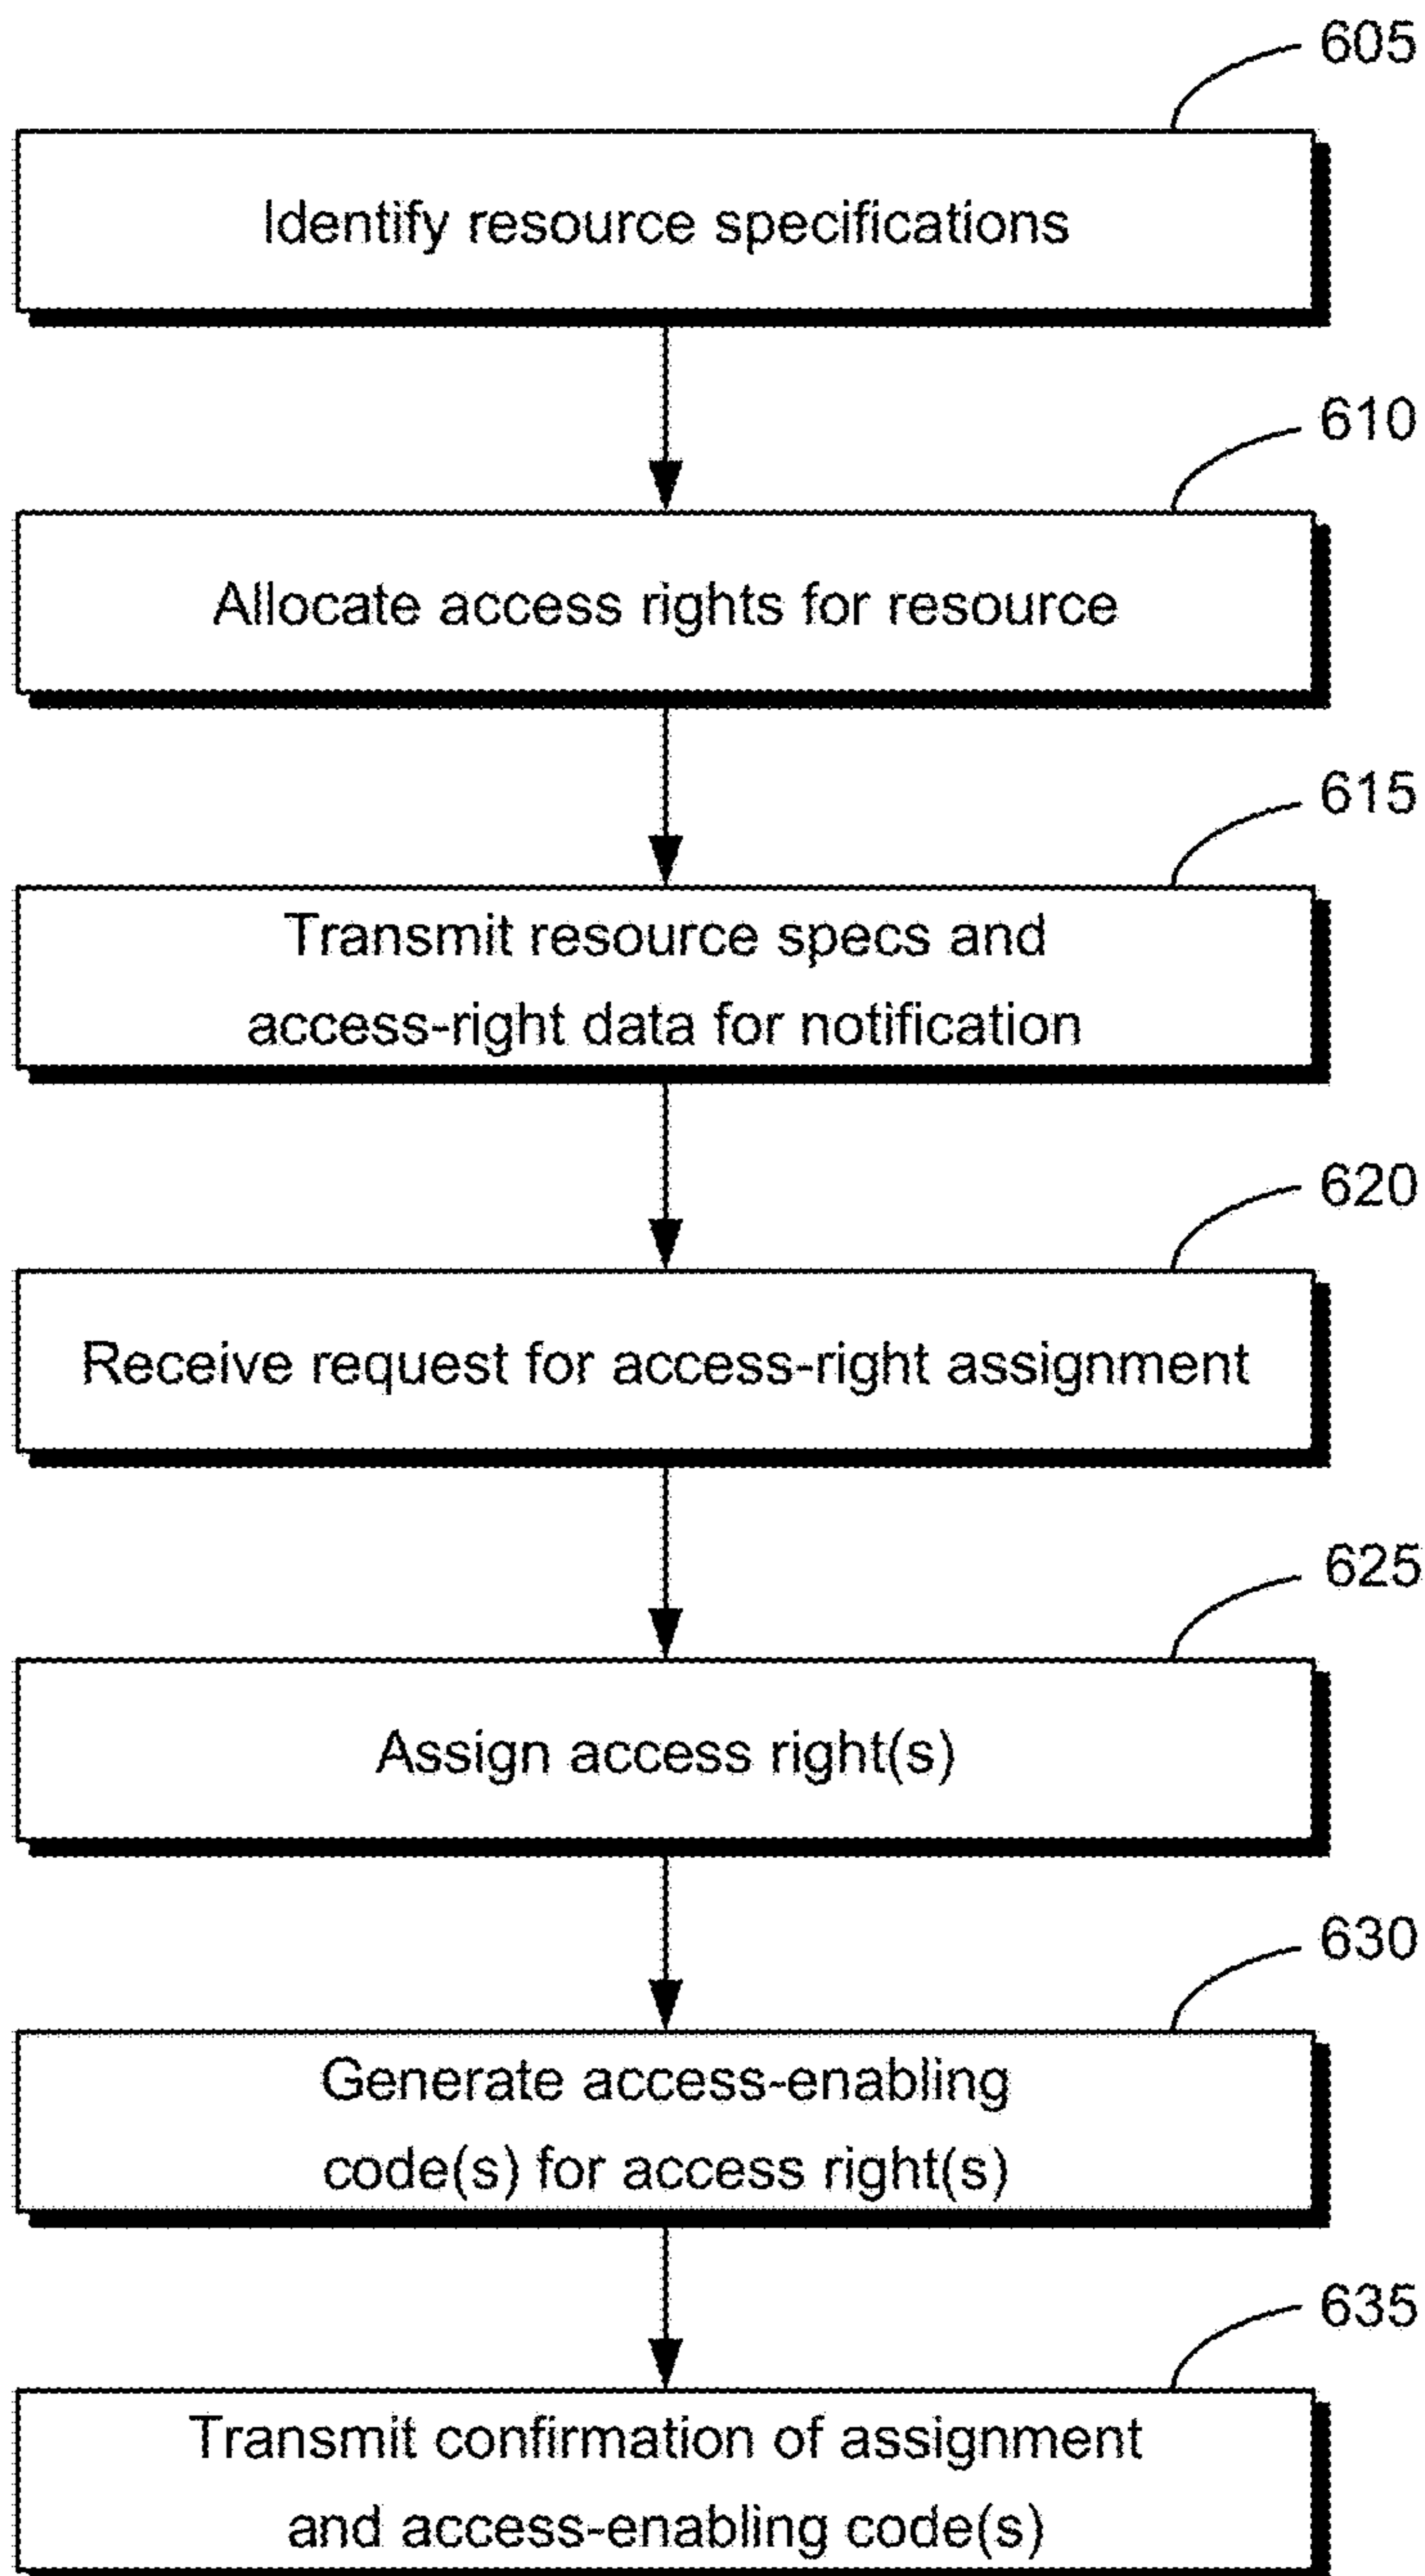 605
Identify resource specifications
610
Allocate access rights for resource
615
Transmit resource specs and
access-right data for notification
620
Receive request for access-right assignment
625
Assign access right(s)
630
Generate access-enabling
code(s) for access right(s)
635
Transmit confirmation of assignment
and access-enabling code(s)